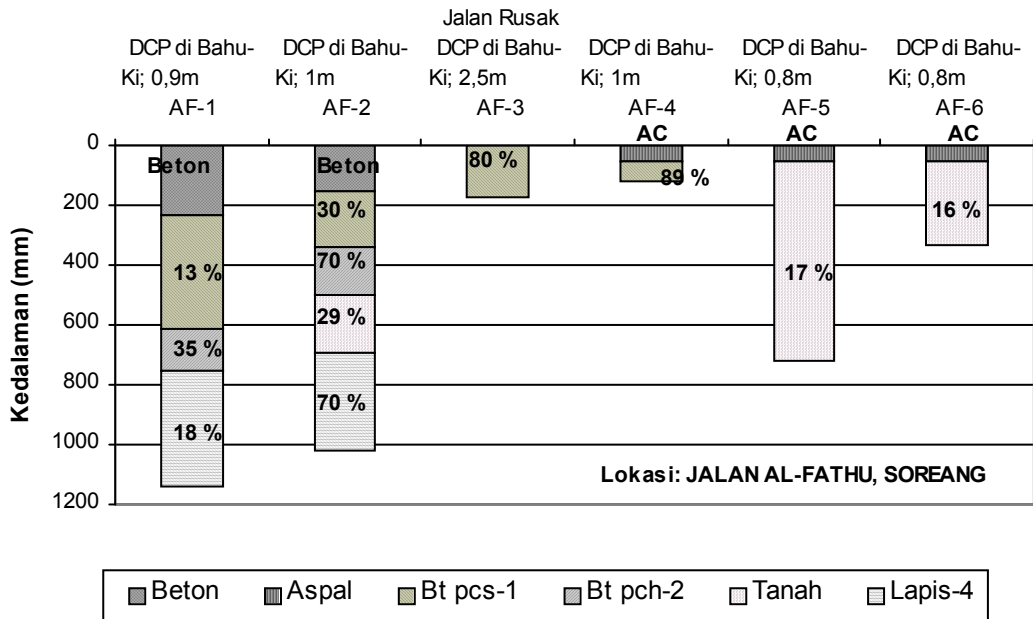 Jalan Rusak
DCP di Bahu-Ki; 0,9m
AF-1
DCP di Bahu-Ki; 1m
AF-2
DCP di Bahu-Ki; 2,5m
AF-3
DCP di Bahu-Ki; 1m
AF-4
DCP di Bahu-Ki; 0,8m
AF-5
DCP di Bahu-Ki; 0,8m
AF-6
AC AC AC
0
200
400
600
800
1000
1200
Kedalaman (mm)
Beton
13 %
35 %
18 %
Beton
30 %
70 %
29 %
70 %
80 %
89 %
17 %
16 %
Lokasi: JALAN AL-FATHU, SOREANG
Beton Aspal Bt pcs-1 Bt pch-2 Tanah Lapis-4